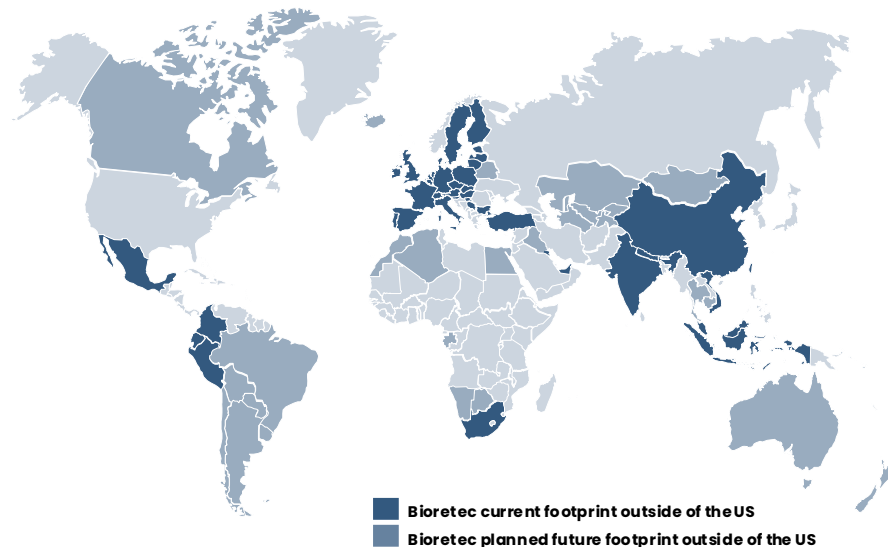 Bioretec current footprint outside of the US
Bioretec planned future footprint outside of the US